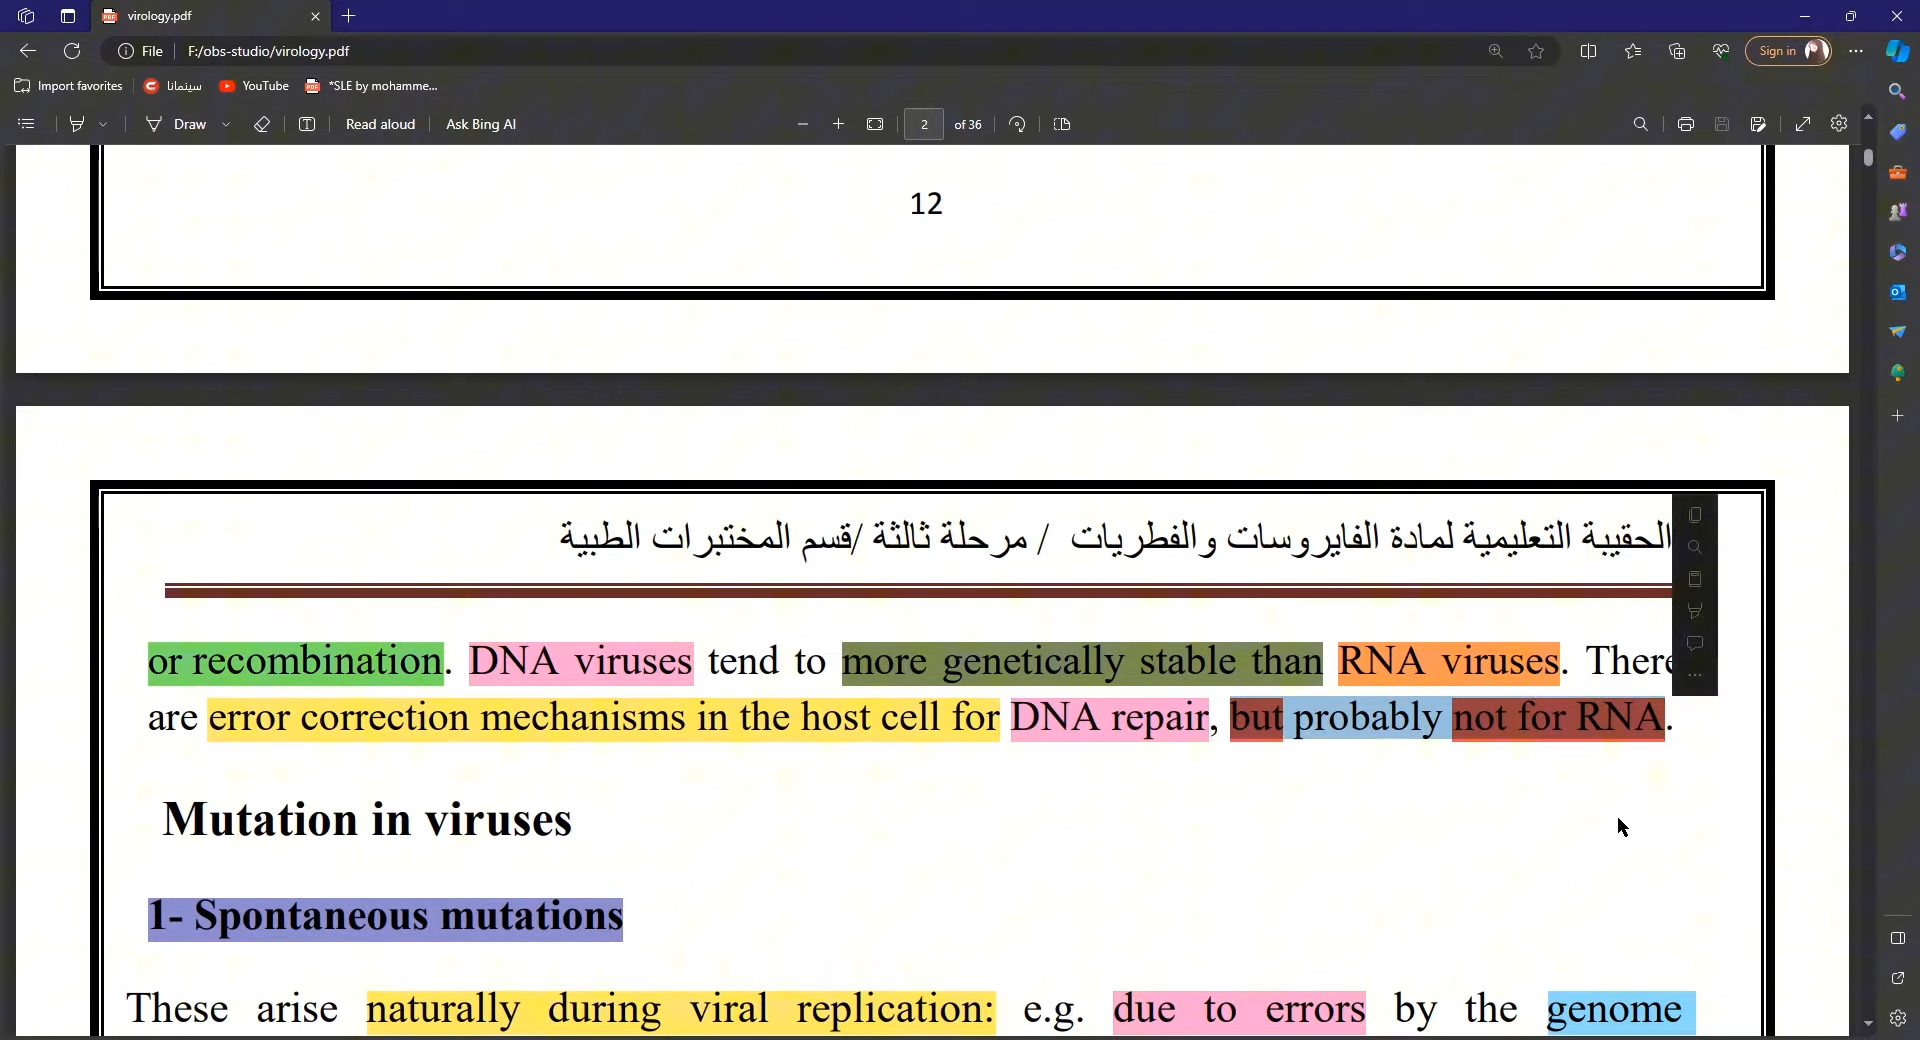 virology.pdf
File F:/obs-studio/virology.pdf
Sign in
Import favorites سينمانا YouTube *SLE by mohamme...
Draw Read aloud Ask Bing AI 2 of 36
12
الحقيبة التعليمية لمادة الفايروسات والفطريات / مرحلة ثالثة /قسم المختبرات الطبية
or recombination. DNA viruses tend to more genetically stable than RNA viruses. There
are error correction mechanisms in the host cell for DNA repair, but probably not for RNA.
Mutation in viruses
1- Spontaneous mutations
These arise naturally during viral replication: e.g. due to errors by the genome